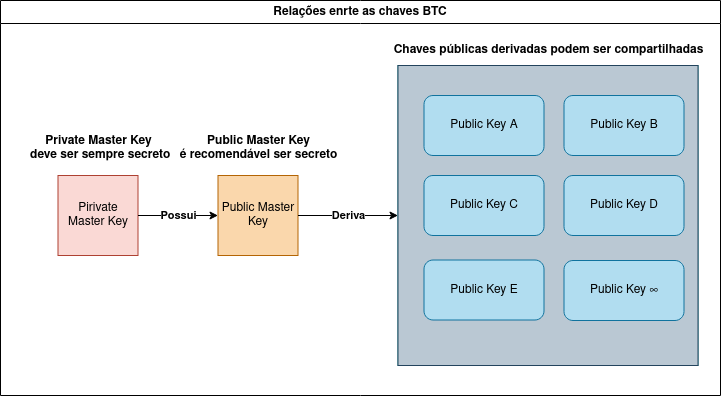 Relações enrte as chaves BTC
Chaves públicas derivadas podem ser compartilhadas
Private Master Key
deve ser sempre secreto
Public Master Key
é recomendável ser secreto
Pirivate
Master Key
Possui
Public Master
Key
Deriva
Public Key A
Public Key B
Public Key C
Public Key D
Public Key E
Public Key ∞